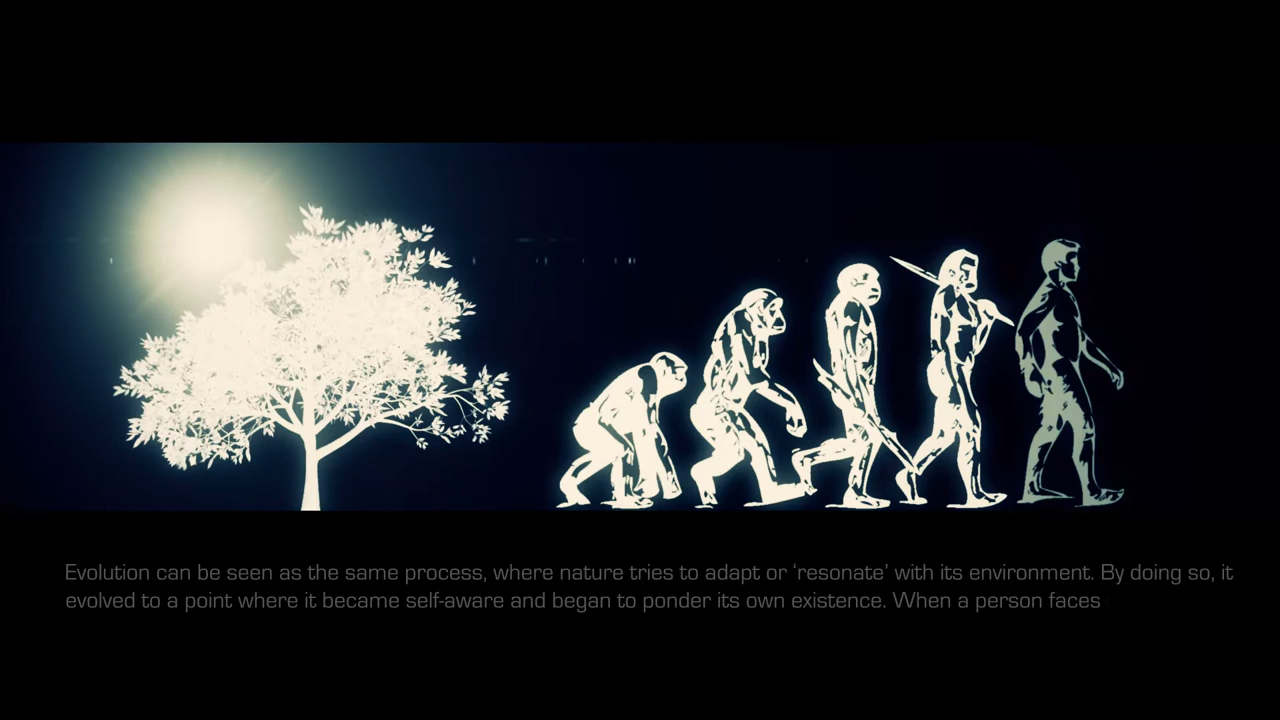 Evolution can be seen as the same process, where nature tries to adapt or ‘resonate’ with its environment. By doing so, it
evolved to a point where it became self-aware and began to ponder its own existence. When a person faces